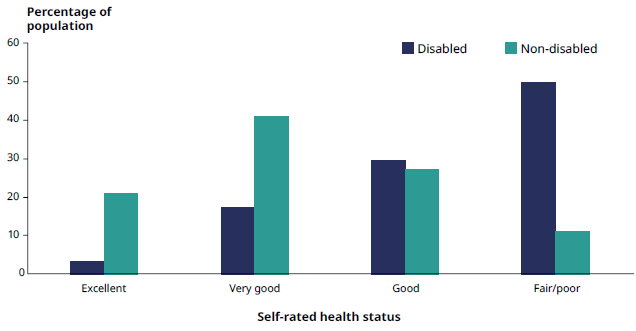 Percentage of
population
60
50
40
30
20
10
0
Disabled
Non-disabled
Excellent
Very good
Good
Fair/poor
Self-rated health status